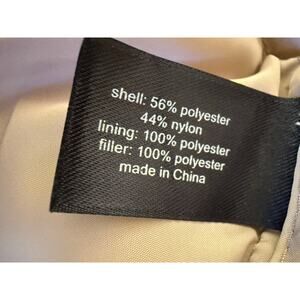 shell: 56% polyester
44% nylon
lining: 100% polyester
filler: 100% polyester
made in China